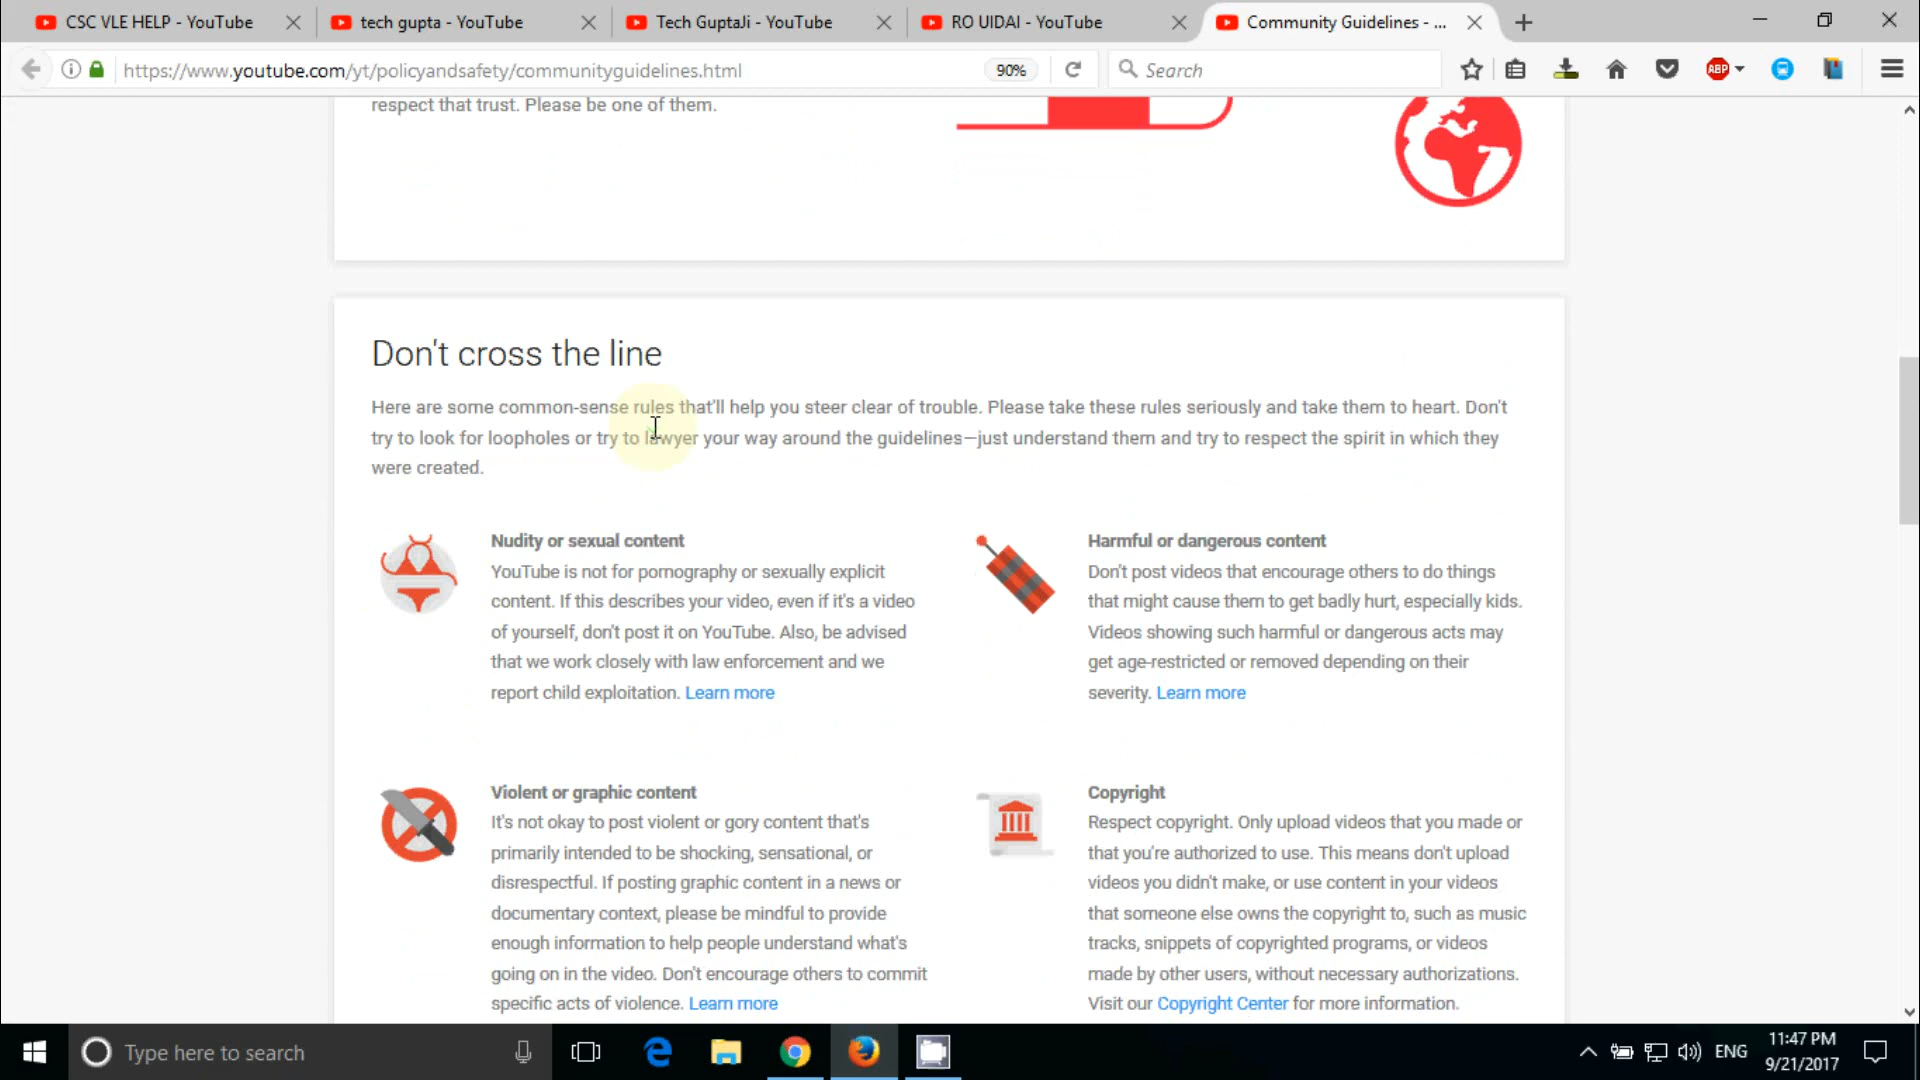 CSC VLE HELP - YouTube
tech gupta - YouTube
Tech GuptaJi - YouTube
RO UIDAI - YouTube
Community Guidelines - ...
https://www.youtube.com/yt/policyandsafety/communityguidelines.html
90%
Search
ABP
respect that trust. Please be one of them.
Don't cross the line
Here are some common-sense rules that'll help you steer clear of trouble. Please take these rules seriously and take them to heart. Don't
try to look for loopholes or try to lawyer your way around the guidelines—just understand them and try to respect the spirit in which they
were created.
Nudity or sexual content
YouTube is not for pornography or sexually explicit
content. If this describes your video, even if it's a video
of yourself, don't post it on YouTube. Also, be advised
that we work closely with law enforcement and we
report child exploitation. Learn more
Harmful or dangerous content
Don't post videos that encourage others to do things
that might cause them to get badly hurt, especially kids.
Videos showing such harmful or dangerous acts may
get age-restricted or removed depending on their
severity. Learn more
Violent or graphic content
It's not okay to post violent or gory content that's
primarily intended to be shocking, sensational, or
disrespectful. If posting graphic content in a news or
documentary context, please be mindful to provide
enough information to help people understand what's
going on in the video. Don't encourage others to commit
specific acts of violence. Learn more
Copyright
Respect copyright. Only upload videos that you made or
that you're authorized to use. This means don't upload
videos you didn't make, or use content in your videos
that someone else owns the copyright to, such as music
tracks, snippets of copyrighted programs, or videos
made by other users, without necessary authorizations.
Visit our Copyright Center for more information.
Type here to search
ENG
11:47 PM
9/21/2017